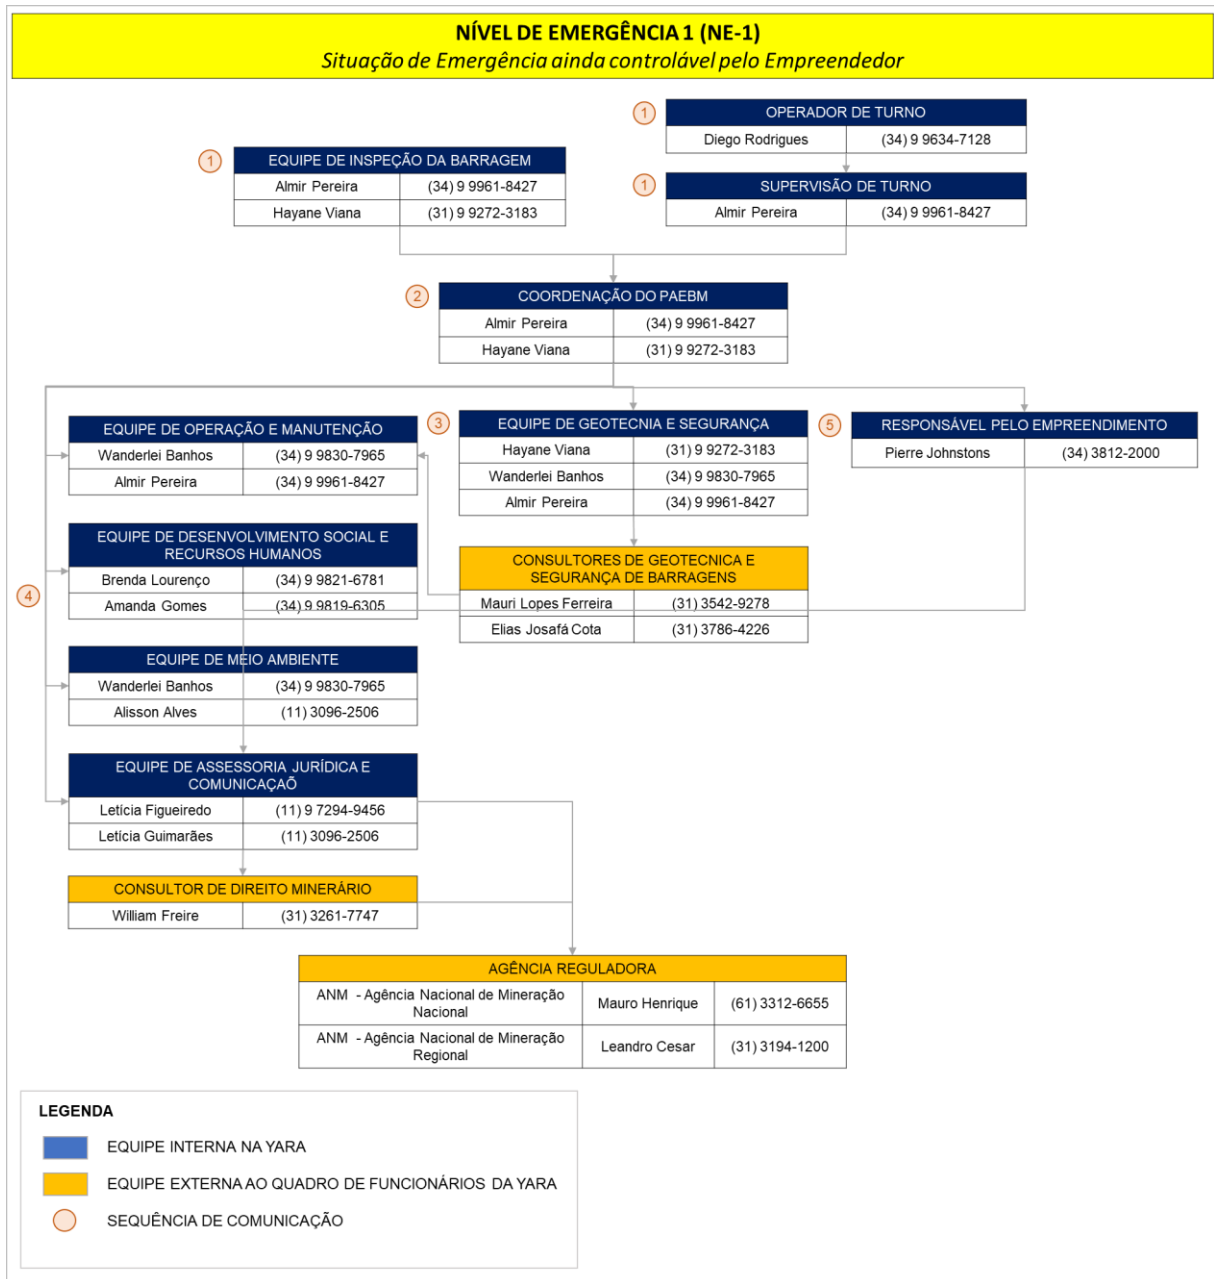 NÍVEL DE EMERGÊNCIA 1 (NE-1)
Situação de Emergência ainda controlável pelo Empreendedor
1
OPERADOR DE TURNO
Diego Rodrigues (34) 9 9634-7128
1
EQUIPE DE INSPEÇÃO DA BARRAGEM
Almir Pereira (34) 9 9961-8427
Hayane Viana (31) 9 9272-3183
1
SUPERVISÃO DE TURNO
Almir Pereira (34) 9 9961-8427
2
COORDENAÇÃO DO PAEBM
Almir Pereira (34) 9 9961-8427
Hayane Viana (31) 9 9272-3183
EQUIPE DE OPERAÇÃO E MANUTENÇÃO
Wanderlei Banhos (34) 9 9830-7965
Almir Pereira (34) 9 9961-8427
3
EQUIPE DE GEOTECNIA E SEGURANÇA
Hayane Viana (31) 9 9272-3183
Wanderlei Banhos (34) 9 9830-7965
Almir Pereira (34) 9 9961-8427
5
RESPONSÁVEL PELO EMPREENDIMENTO
Pierre Johnstons (34) 3812-2000
4
EQUIPE DE DESENVOLVIMENTO SOCIAL E
RECURSOS HUMANOS
Brenda Lourenço (34) 9 9821-6781
Amanda Gomes (34) 9 9819-6305
CONSULTORES DE GEOTECNICA E
SEGURANÇA DE BARRAGENS
Mauri Lopes Ferreira (31) 3542-9278
Elias Josafá Cota (31) 3786-4226
EQUIPE DE MEIO AMBIENTE
Wanderlei Banhos (34) 9 9830-7965
Alisson Alves (11) 3096-2506
EQUIPE DE ASSESSORIA JURÍDICA E
COMUNICAÇAÕ
Letícia Figueiredo (11) 9 7294-9456
Letícia Guimarães (11) 3096-2506
CONSULTOR DE DIREITO MINERÁRIO
William Freire (31) 3261-7747
AGÊNCIA REGULADORA
ANM - Agência Nacional de Mineração
Nacional
Mauro Henrique (61) 3312-6655
ANM - Agência Nacional de Mineração
Regional
Leandro Cesar (31) 3194-1200
LEGENDA
EQUIPE INTERNA NA YARA
EQUIPE EXTERNA AO QUADRO DE FUNCIONÁRIOS DA YARA
SEQUÊNCIA DE COMUNICAÇÃO